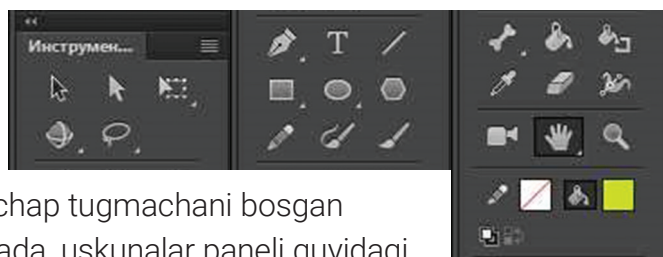 Инструмен...
chap tugmachani bosgan
ada, uskunalar paneli quyidagi